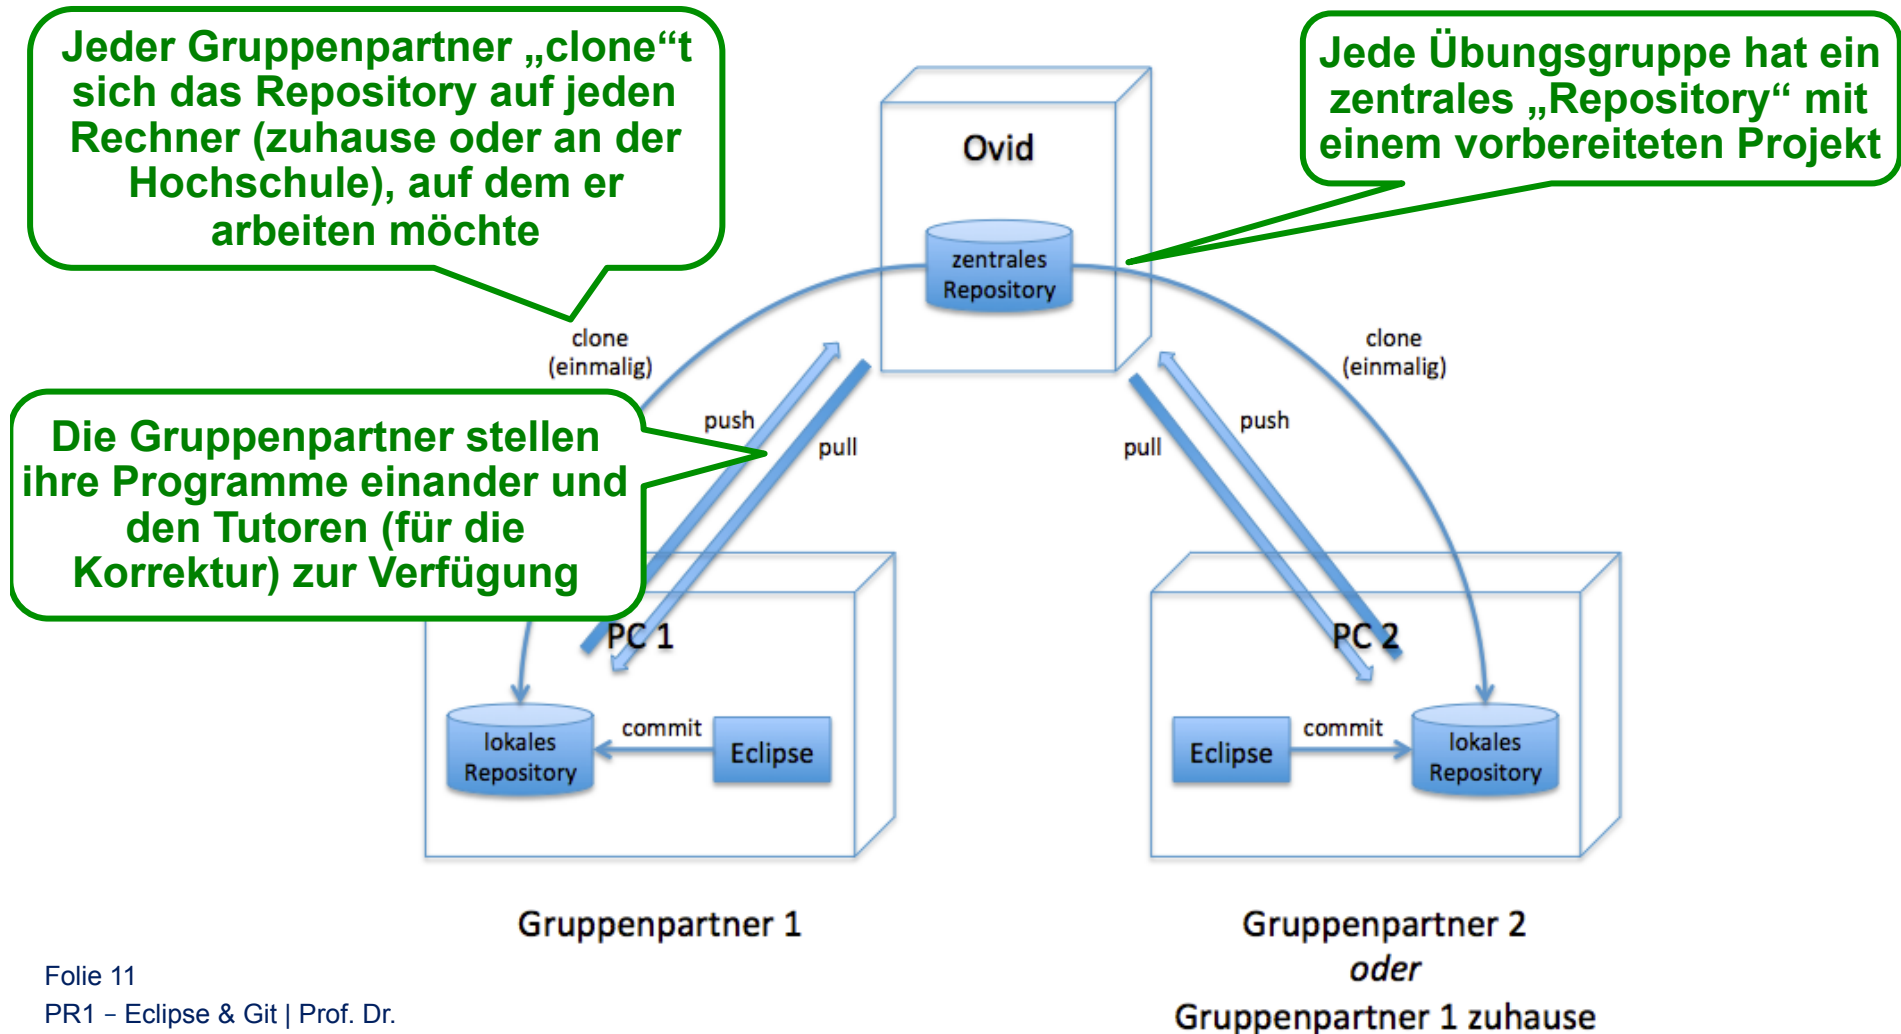 Jeder Gruppenpartner „clone“t
sich das Repository auf jeden
Rechner (zuhause oder an der
Hochschule), auf dem er
arbeiten möchte
Jede Übungsgruppe hat ein
zentrales „Repository“ mit
einem vorbereiteten Projekt
Ovid
zentrales
Repository
clone
(einmalig)
clone
(einmalig)
push
pull
push
pull
Die Gruppenpartner stellen
ihre Programme einander und
den Tutoren (für die
Korrektur) zur Verfügung
PC 1
lokales
Repository
commit
Eclipse
PC 2
Eclipse
commit
lokales
Repository
Gruppenpartner 1
Gruppenpartner 2
oder
Gruppenpartner 1 zuhause
Folie 11
PR1 – Eclipse & Git | Prof. Dr.